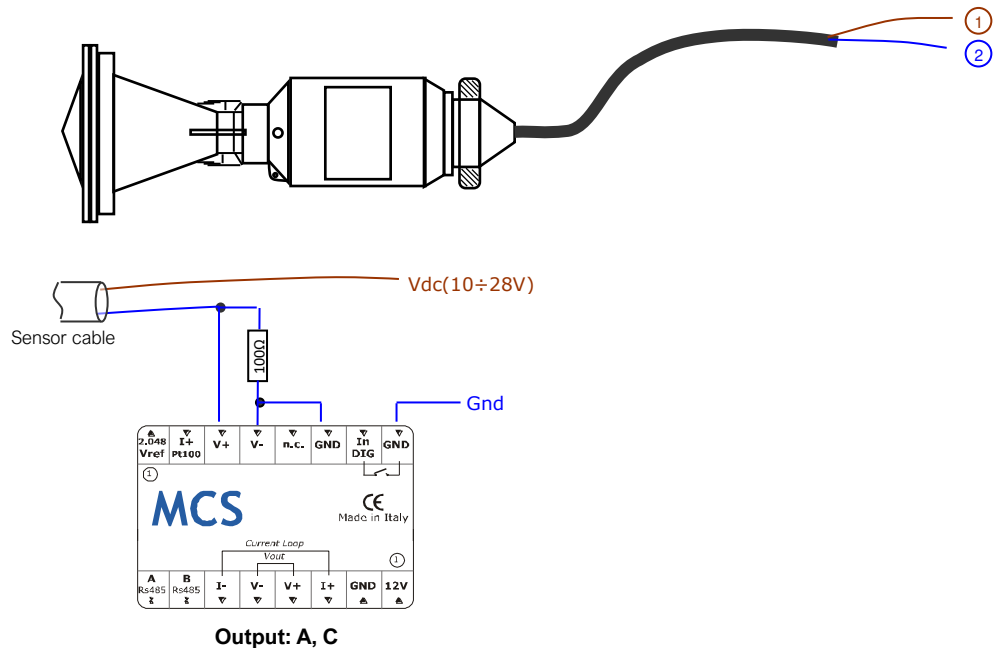 1
2
Vdc(10÷28V)
Sensor cable
100Ω
Gnd
2.048 Vref
I+ Pt100
V+
V-
n.c.
GND
In DIG
GND
1
MCS
CE
Made in Italy
Current Loop
Vout
1
A Rs485
B Rs485
I-
V-
V+
I+
GND
12V
Output: A, C